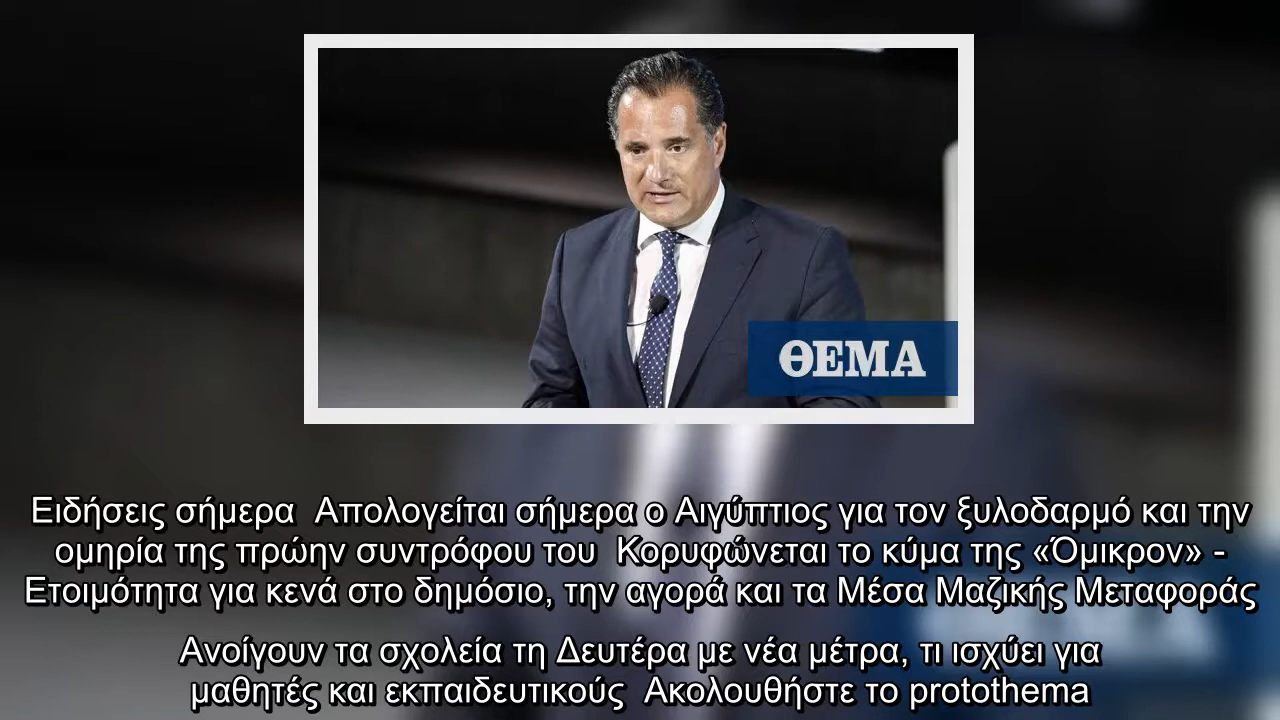 ΘΕΜΑ
Ειδήσεις σήμερα  Απολογείται σήμερα ο Αιγύπτιος για τον ξυλοδαρμό και την
ομηρία της πρώην συντρόφου του  Κορυφώνεται το κύμα της «Όμικρον» -
Ετοιμότητα για κενά στο δημόσιο, την αγορά και τα Μέσα Μαζικής Μεταφοράς
Ανοίγουν τα σχολεία τη Δευτέρα με νέα μέτρα, τι ισχύει για
μαθητές και εκπαιδευτικούς  Ακολουθήστε το protothema